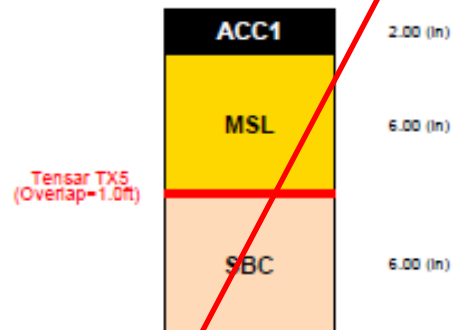 ACC1 2.00 (in)
MSL 6.00 (in)
Tensar TX5
(Overlap=1.0ft)
SBC 6.00 (in)